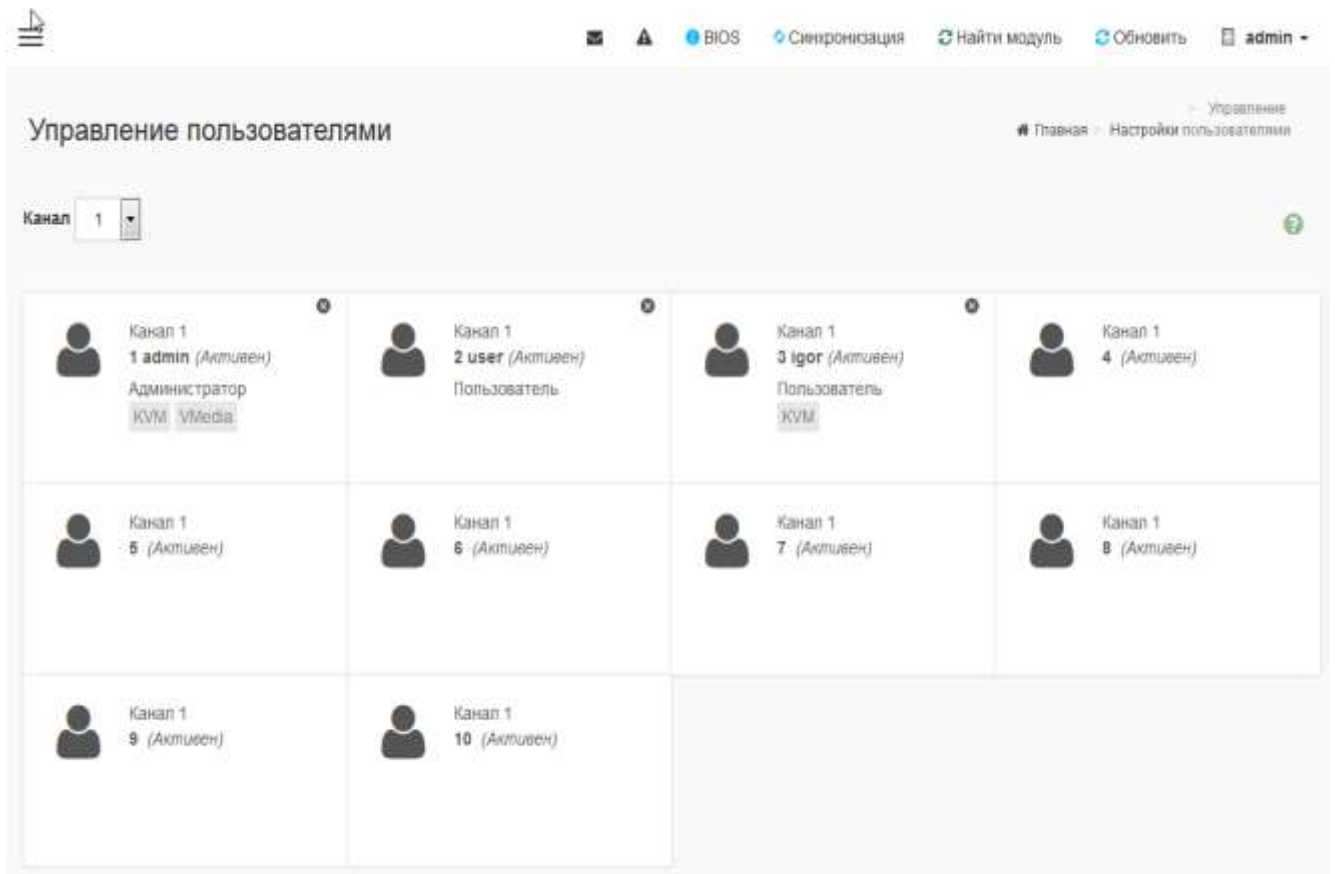 BIOS Синхронизация Найти модуль Обновить admin
Управление пользователями
Главная Настройки Управление пользователями
Канал 1
Канал 1
1 admin (Активен)
Администратор
KVM VMedia
Канал 1
2 user (Активен)
Пользователь
Канал 1
3 igor (Активен)
Пользователь
KVM
Канал 1
4 (Активен)
Канал 1
5 (Активен)
Канал 1
6 (Активен)
Канал 1
7 (Активен)
Канал 1
8 (Активен)
Канал 1
9 (Активен)
Канал 1
10 (Активен)